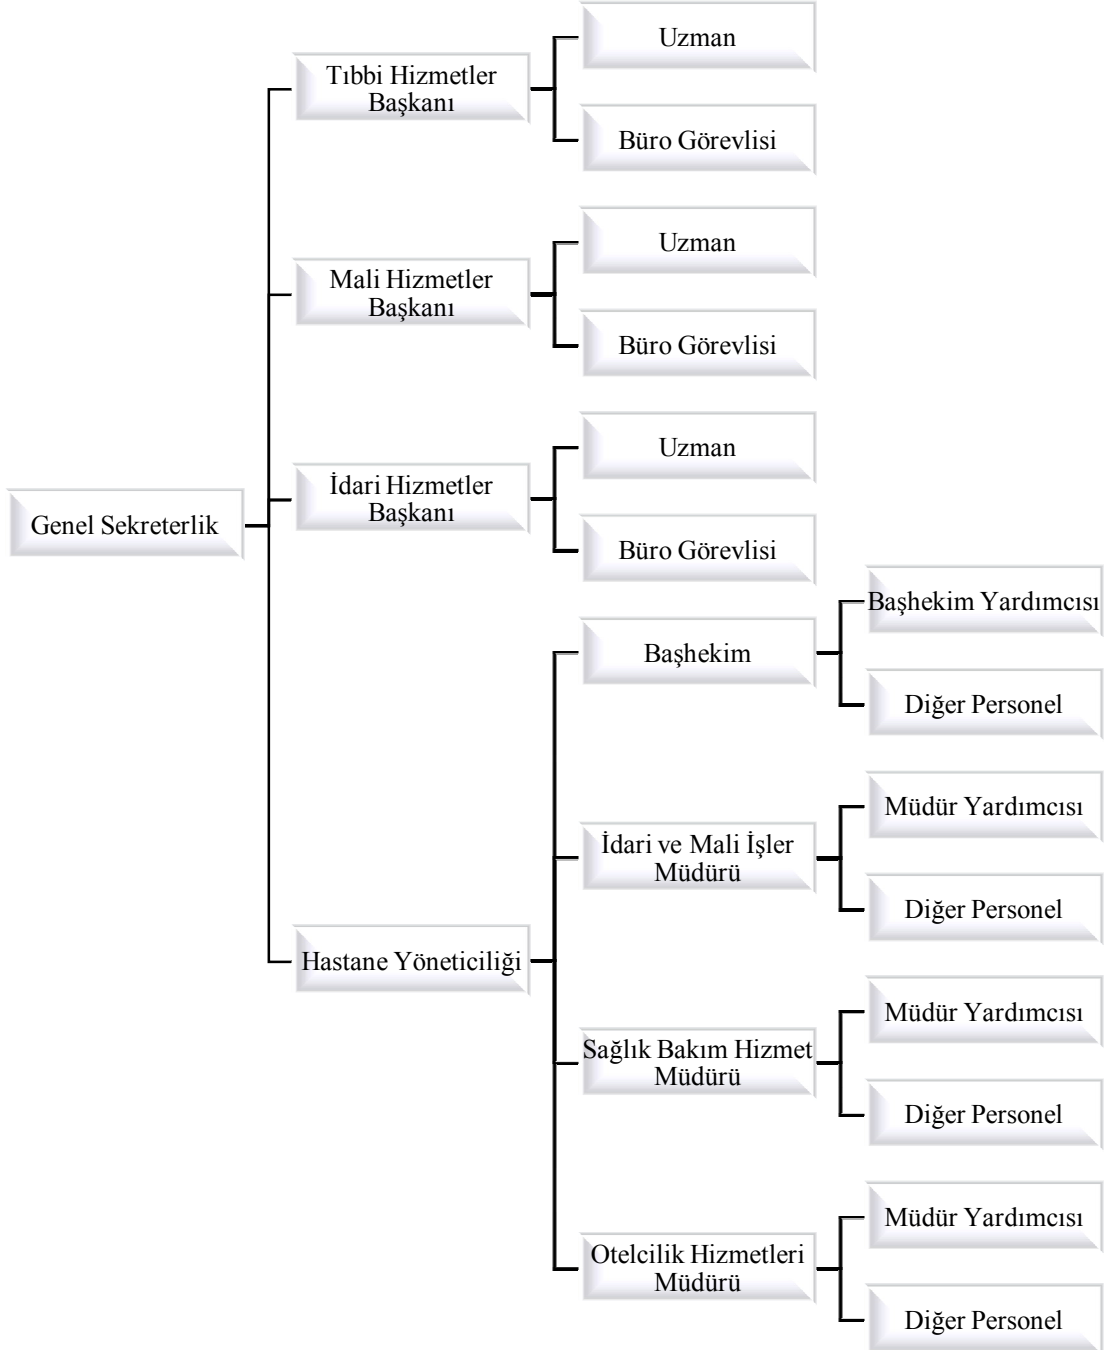 Genel Sekreterlik
Tıbbi Hizmetler
Başkanı
Uzman
Büro Görevlisi
Mali Hizmetler
Başkanı
Uzman
Büro Görevlisi
İdari Hizmetler
Başkanı
Uzman
Büro Görevlisi
Hastane Yöneticiliği
Başhekim
Başhekim Yardımcısı
Diğer Personel
İdari ve Mali İşler
Müdürü
Müdür Yardımcısı
Diğer Personel
Sağlık Bakım Hizmet
Müdürü
Müdür Yardımcısı
Diğer Personel
Otelcilik Hizmetleri
Müdürü
Müdür Yardımcısı
Diğer Personel